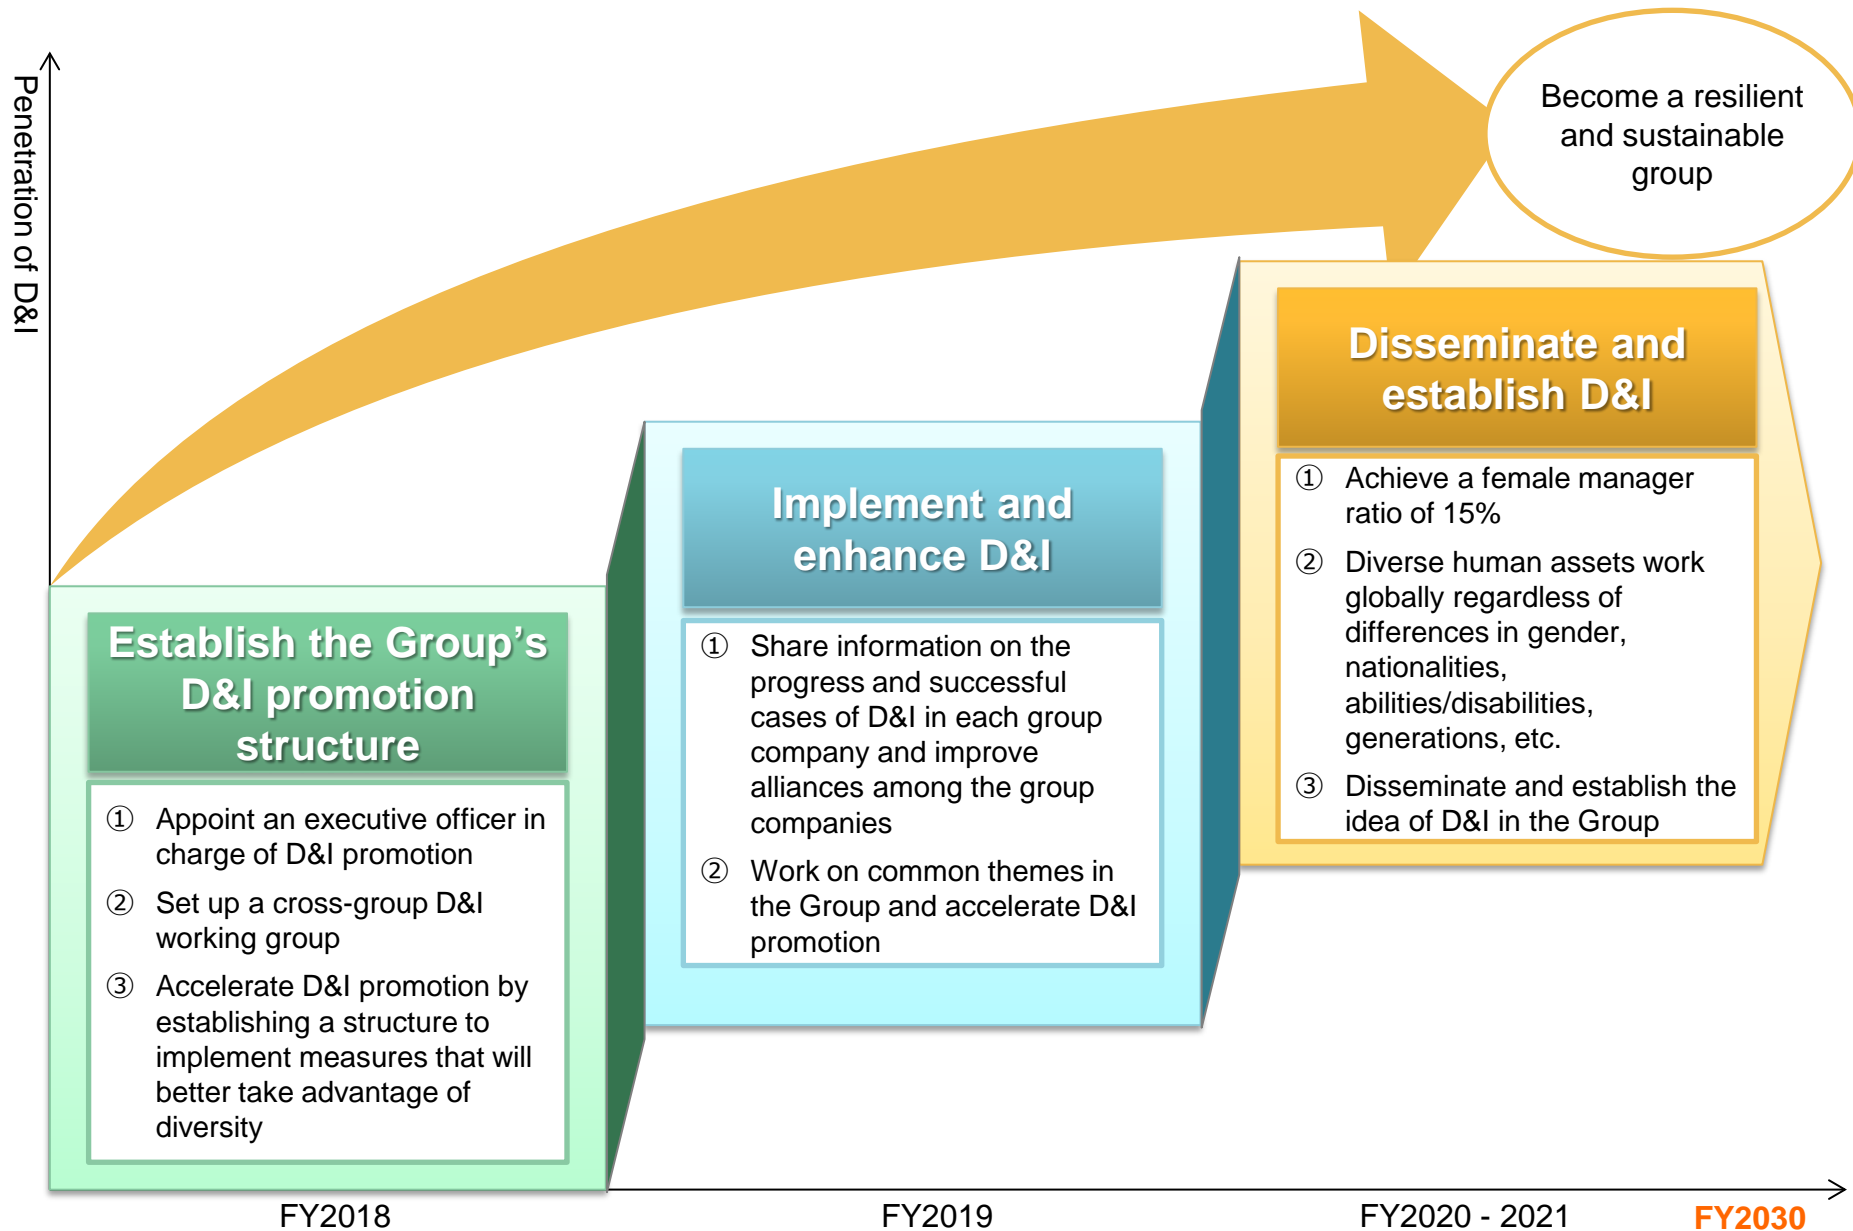 Penetration of D&I
Become a resilient
and sustainable
group
Establish the Group’s
D&I promotion
structure
① Appoint an executive officer in
charge of D&I promotion
② Set up a cross-group D&I
working group
③ Accelerate D&I promotion by
establishing a structure to
implement measures that will
better take advantage of
diversity
Implement and
enhance D&I
① Share information on the
progress and successful
cases of D&I in each group
company and improve
alliances among the group
companies
② Work on common themes in
the Group and accelerate D&I
promotion
Disseminate and
establish D&I
① Achieve a female manager
ratio of 15%
② Diverse human assets work
globally regardless of
differences in gender,
nationalities,
abilities/disabilities,
generations, etc.
③ Disseminate and establish the
idea of D&I in the Group
FY2018
FY2019
FY2020 - 2021
FY2030